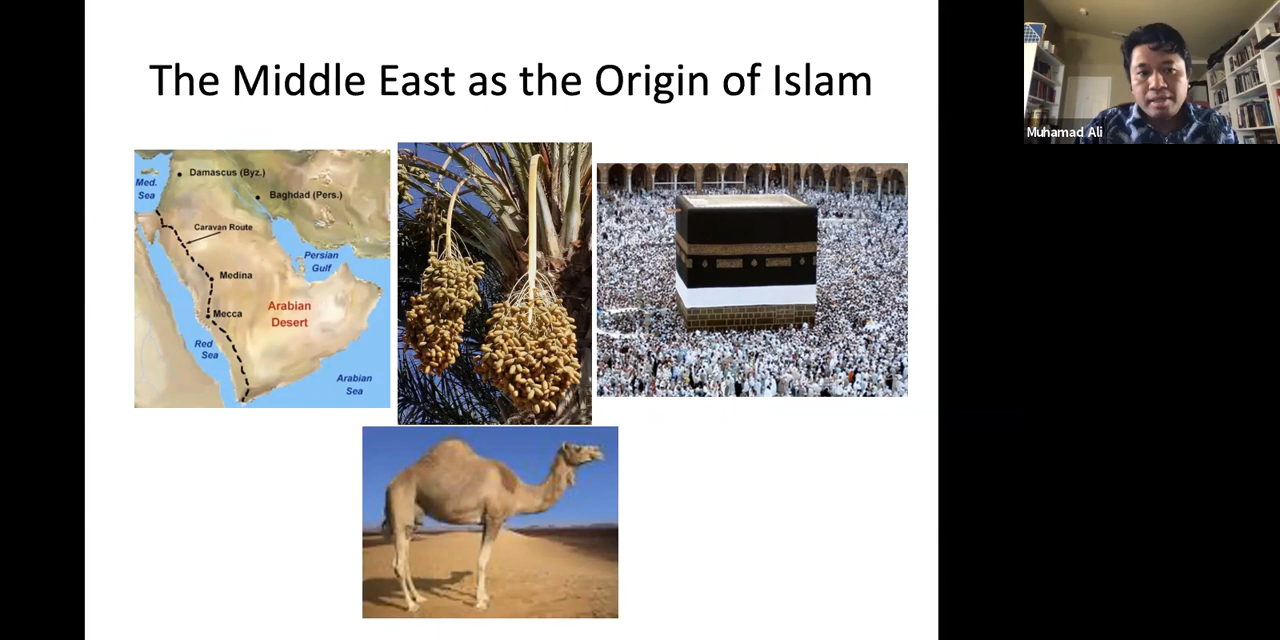 The Middle East as the Origin of Islam
Muhamad Ali
Med.
Sea
Damascus (Byz.)
Baghdad (Pers.)
Caravan Route
Persian
Gulf
Medina
Mecca
Arabian
Desert
Red
Sea
Arabian
Sea